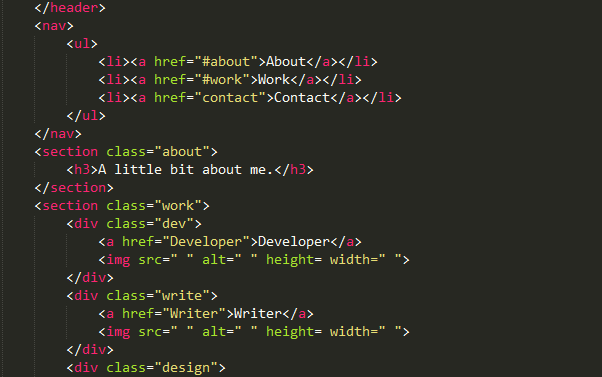 </header>
<nav>
<ul>
<li><a href="#about">About</a></li>
<li><a href="#work">Work</a></li>
<li><a href="contact">Contact</a></li>
</ul>
</nav>
<section class="about">
<h3>A little bit about me.</h3>
</section>
<section class="work">
<div class="dev">
<a href="Developer">Developer</a>
<img src=" " alt=" " height= width=" ">
</div>
<div class="write">
<a href="Writer">Writer</a>
<img src=" " alt=" " height= width=" ">
</div>
<div class="design">